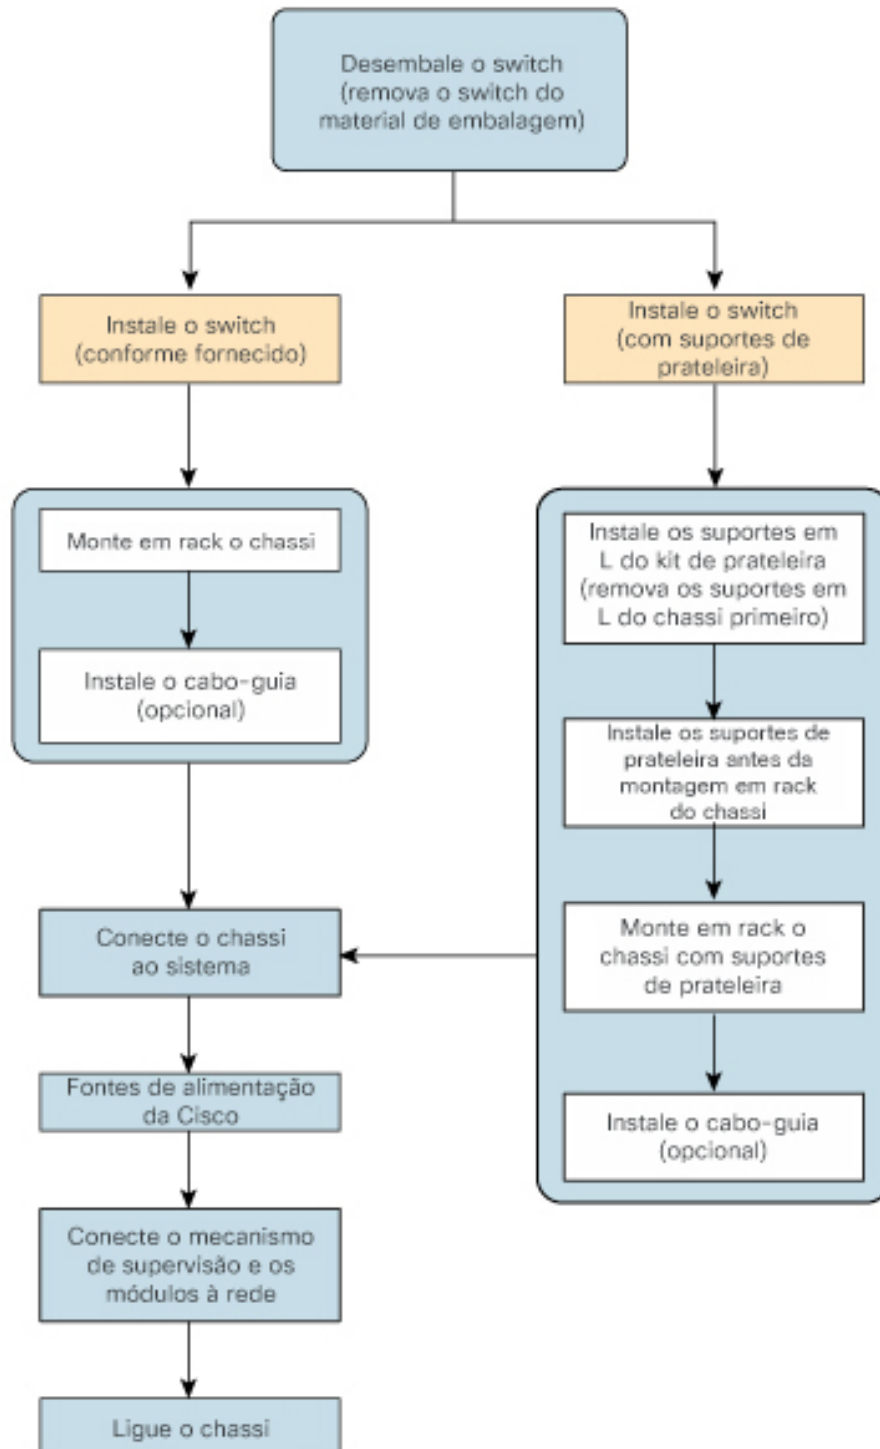 Desembale o switch
(remova o switch do
material de embalagem)
Instale o switch
(conforme fornecido)
Instale o switch
(com suportes de
prateleira)
Monte em rack o chassi
Instale o cabo-guia
(opcional)
Instale os suportes em
L do kit de prateleira
(remova os suportes em
L do chassi primeiro)
Instale os suportes de
prateleira antes da
montagem em rack
do chassi
Monte em rack o
chassi com suportes
de prateleira
Instale o cabo-guia
(opcional)
Conecte o chassi
ao sistema
Fontes de alimentação
da Cisco
Conecte o mecanismo
de supervisão e os
módulos à rede
Ligue o chassi